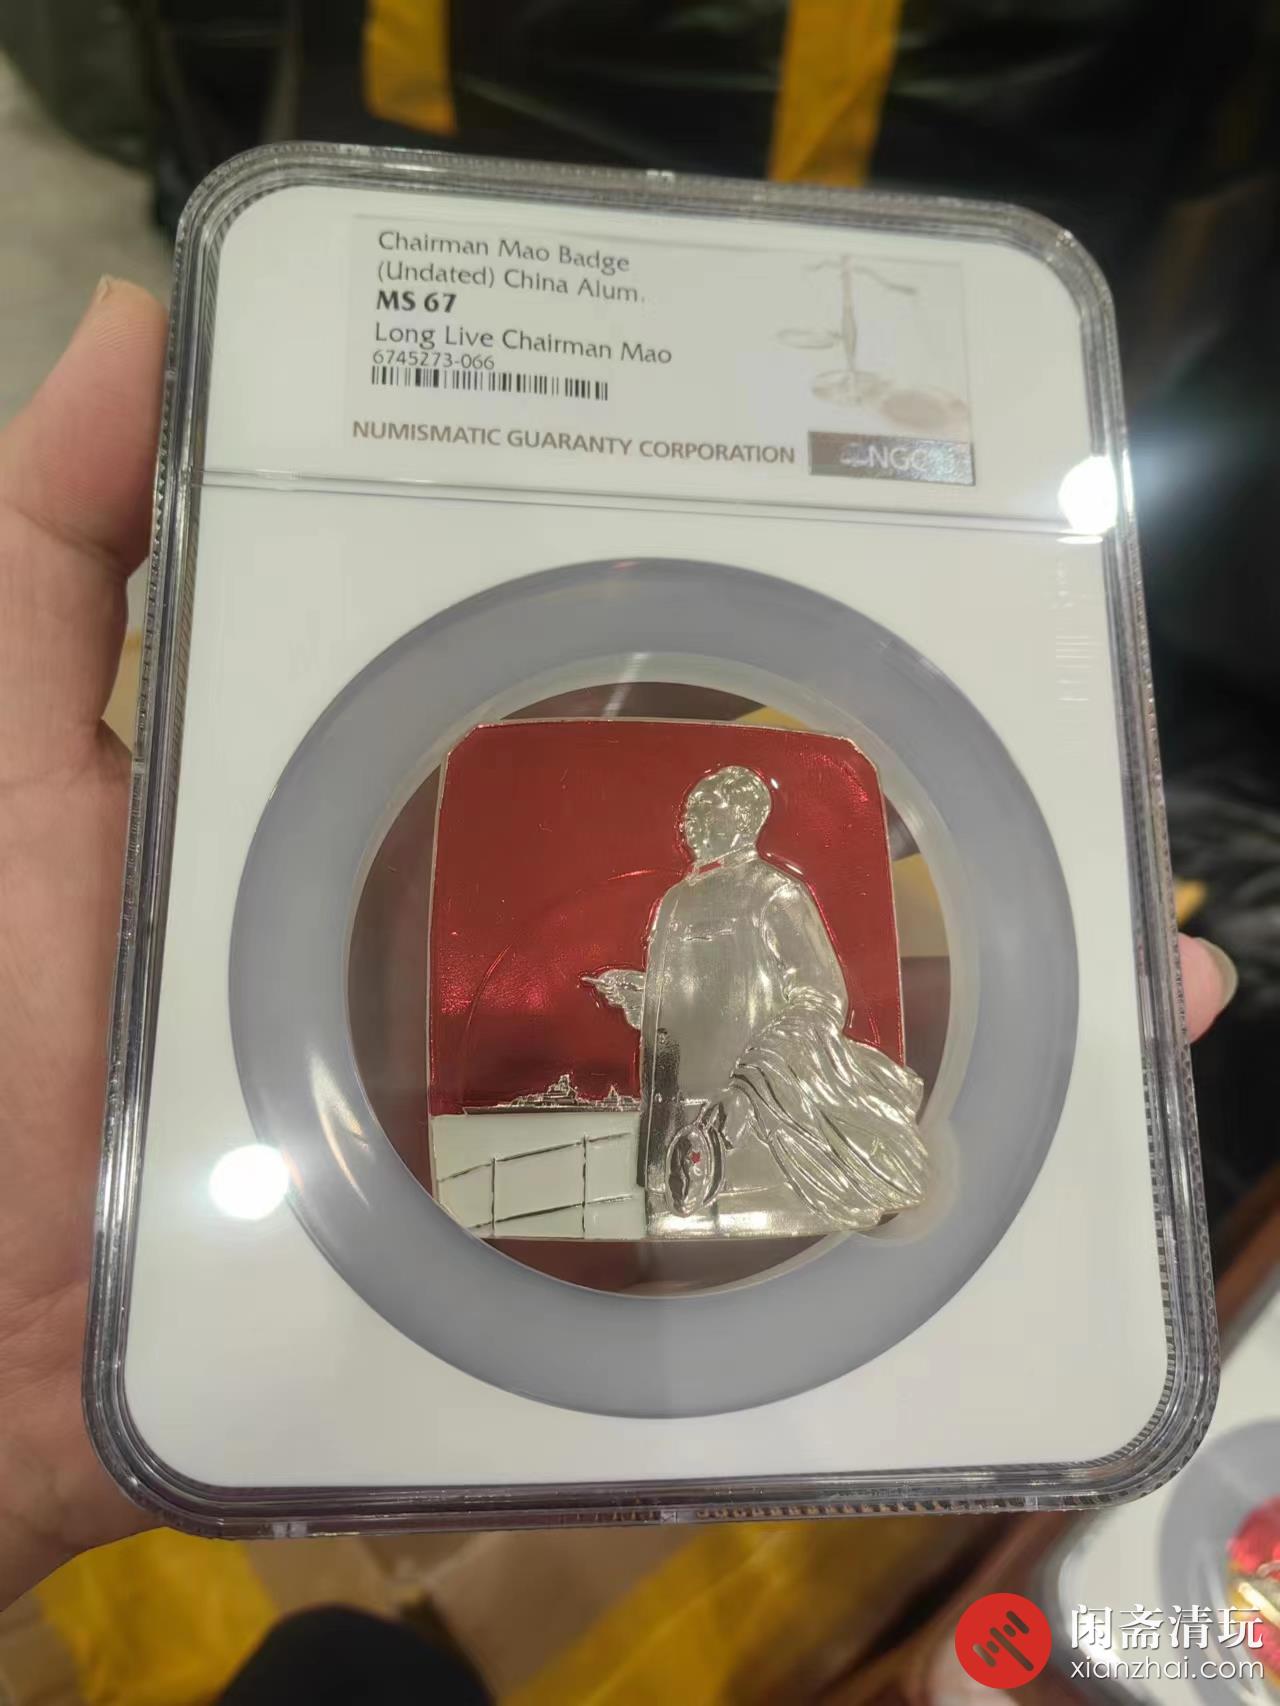 Chairman Mao Badge
(Undated) China Alum.
MS 67
Long Live Chairman Mao
6745273-066
NUMISMATIC GUARANTY CORPORATION
NGC
闲斋清玩
xianzhai.com